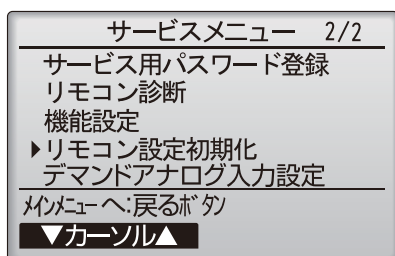 サービスメニュー 2/2
サービス用パスワード登録
リモコン診断
機能設定
▶リモコン設定初期化
デマンドアナログ入力設定
メインメニューへ:戻るボタン
▼カーソル▲